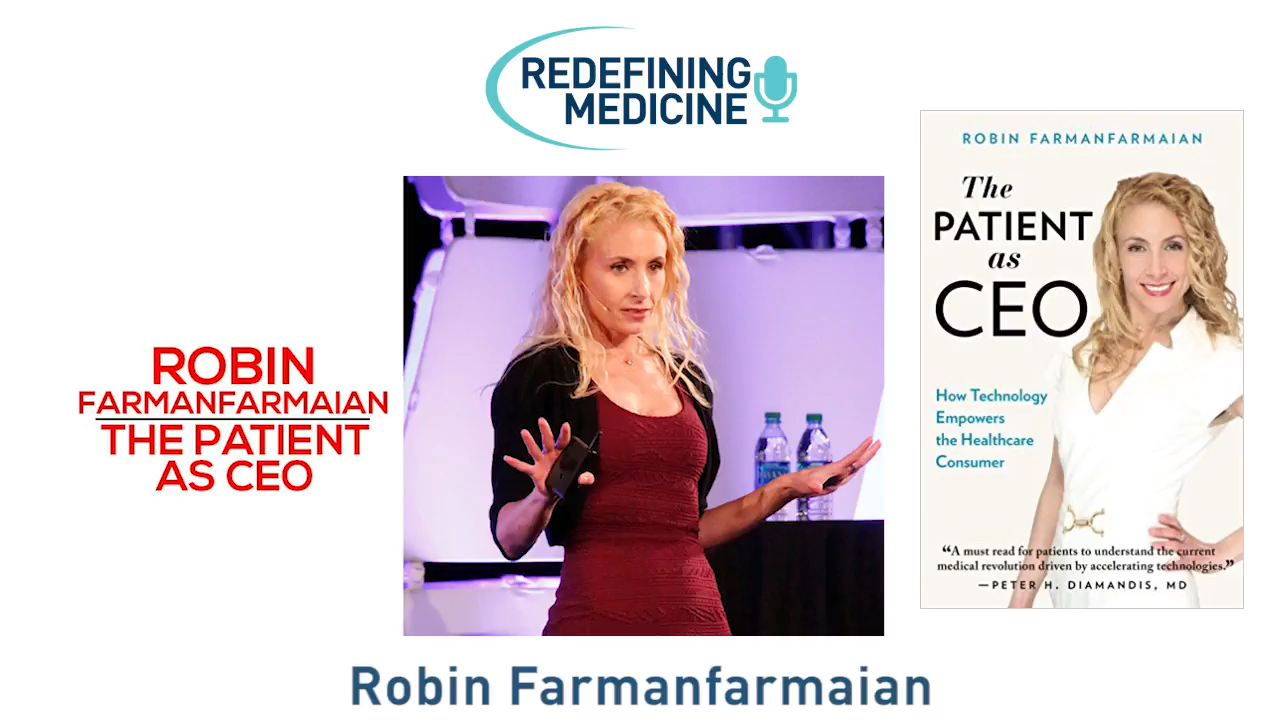 REDEFINING
MEDICINE
ROBIN
FARMANFARMAIAN
THE PATIENT
AS CEO
ROBIN FARMANFARMAIAN
The
PATIENT
as
CEO
How Technology
Empowers
the Healthcare
Consumer
“A must read for patients to understand the current
medical revolution driven by accelerating technologies.”
—PETER H. DIAMANDIS, MD
Robin Farmanfarmaian